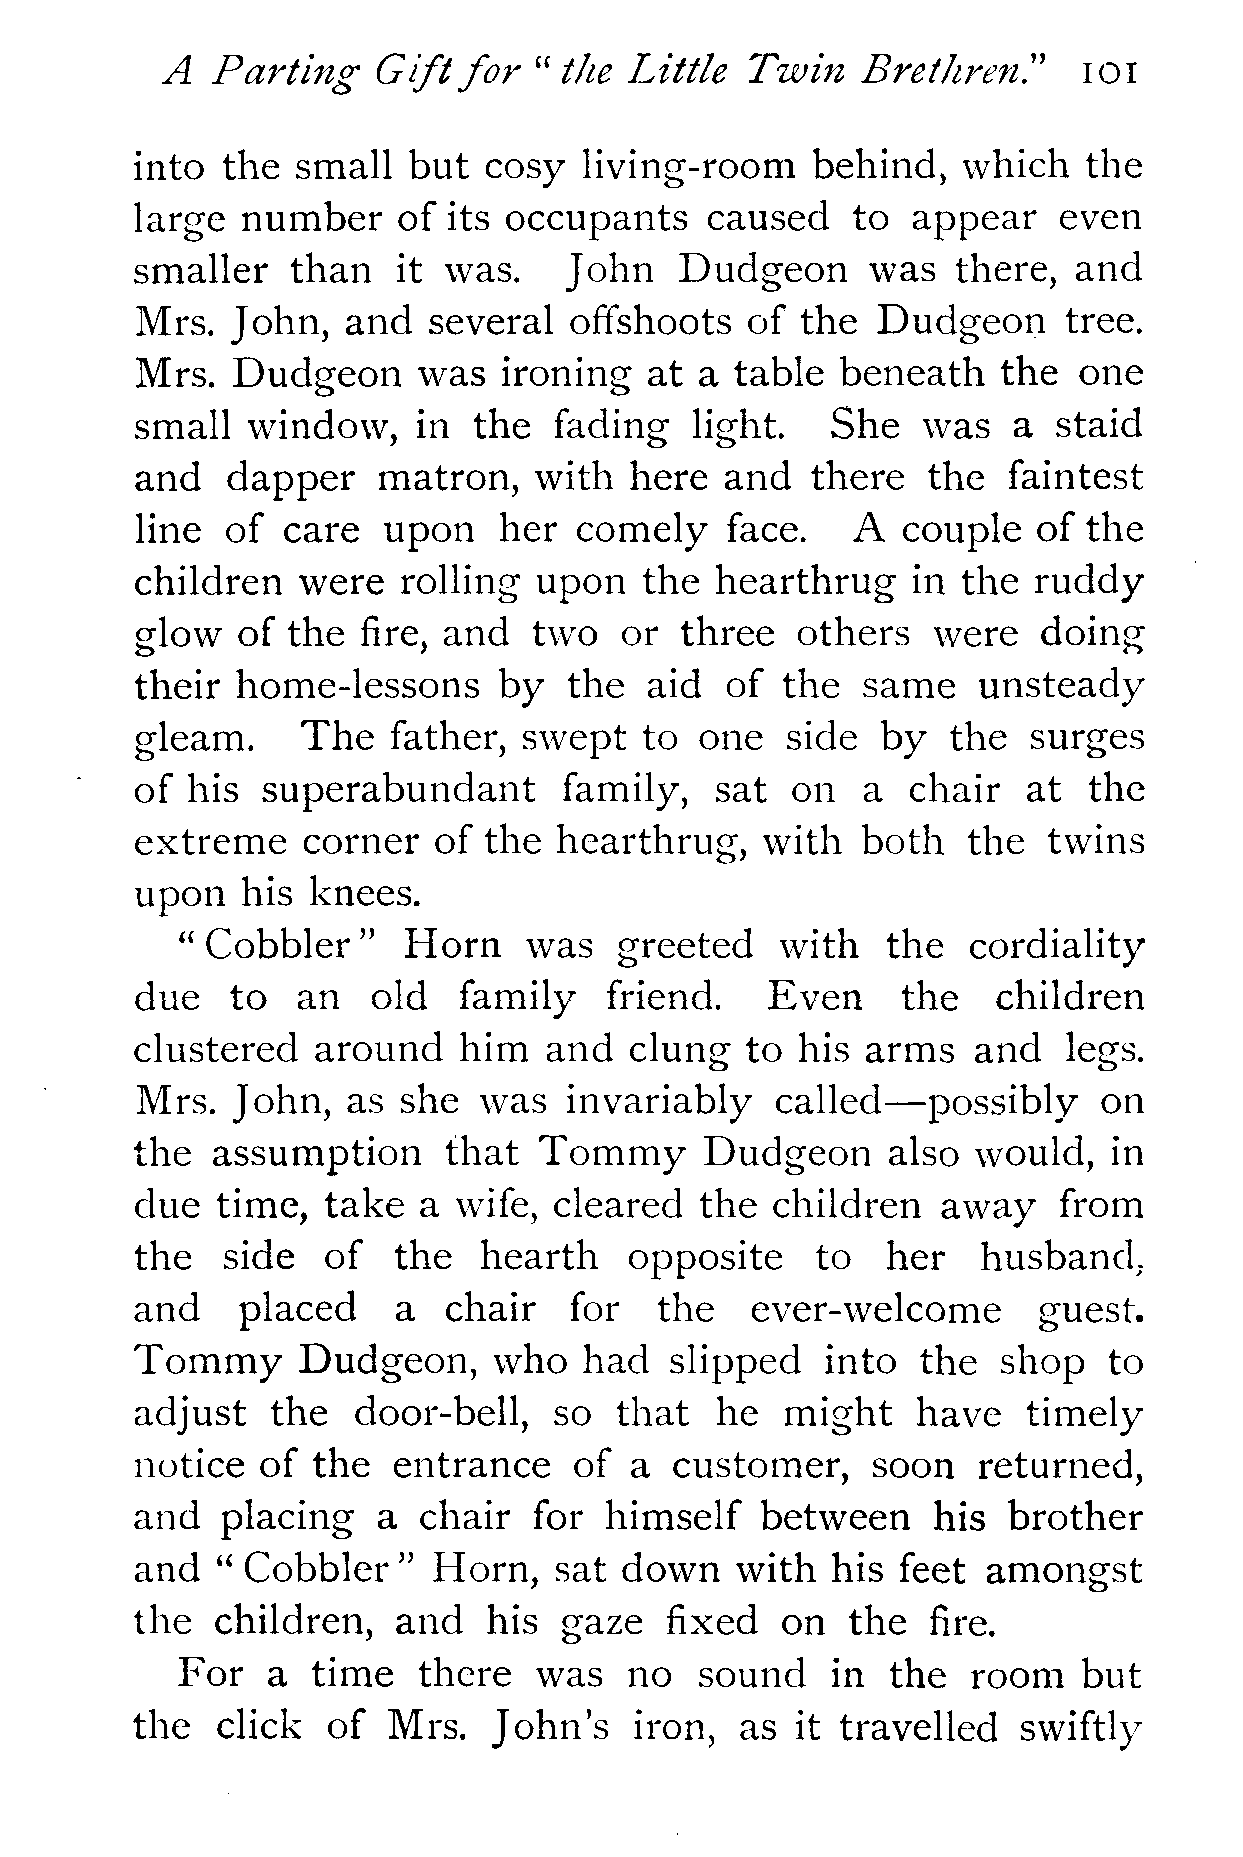 A Parting Gift for " the Little Twin Brethren." 101
into the small but cosy living-room behind, which the
large number of its occupants caused to appear even
smaller than it was. John Dudgeon was there, and
Mrs. John, and several offshoots of the Dudgeon tree.
Mrs. Dudgeon was ironing at a table beneath the one
small window, in the fading light. She was a staid
and dapper matron, with here and there the faintest
line of care upon her comely face. A couple of the
children were rolling upon the hearthrug in the ruddy
glow of the fire, and two or three others were doing
their home-lessons by the aid of the same unsteady
gleam. The father, swept to one side by the surges
of his superabundant family, sat on a chair at the
extreme corner of the hearthrug, with both the twins
upon his knees.
" Cobbler " Horn was greeted with the cordiality
due to an old family friend. Even the children
clustered around him and clung to his arms and legs.
Mrs. John, as she was invariably called—possibly on
the assumption that Tommy Dudgeon also would, in
due time, take a wife, cleared the children away from
the side of the hearth opposite to her husband,
and placed a chair for the ever-welcome guest.
Tommy Dudgeon, who had slipped into the shop to
adjust the door-bell, so that he might have timely
notice of the entrance of a customer, soon returned,
and placing a chair for himself between his brother
and " Cobbler " Horn, sat down with his feet amongst
the children, and his gaze fixed on the fire.
For a time there was no sound in the room but
the click of Mrs. John's iron, as it travelled swiftly